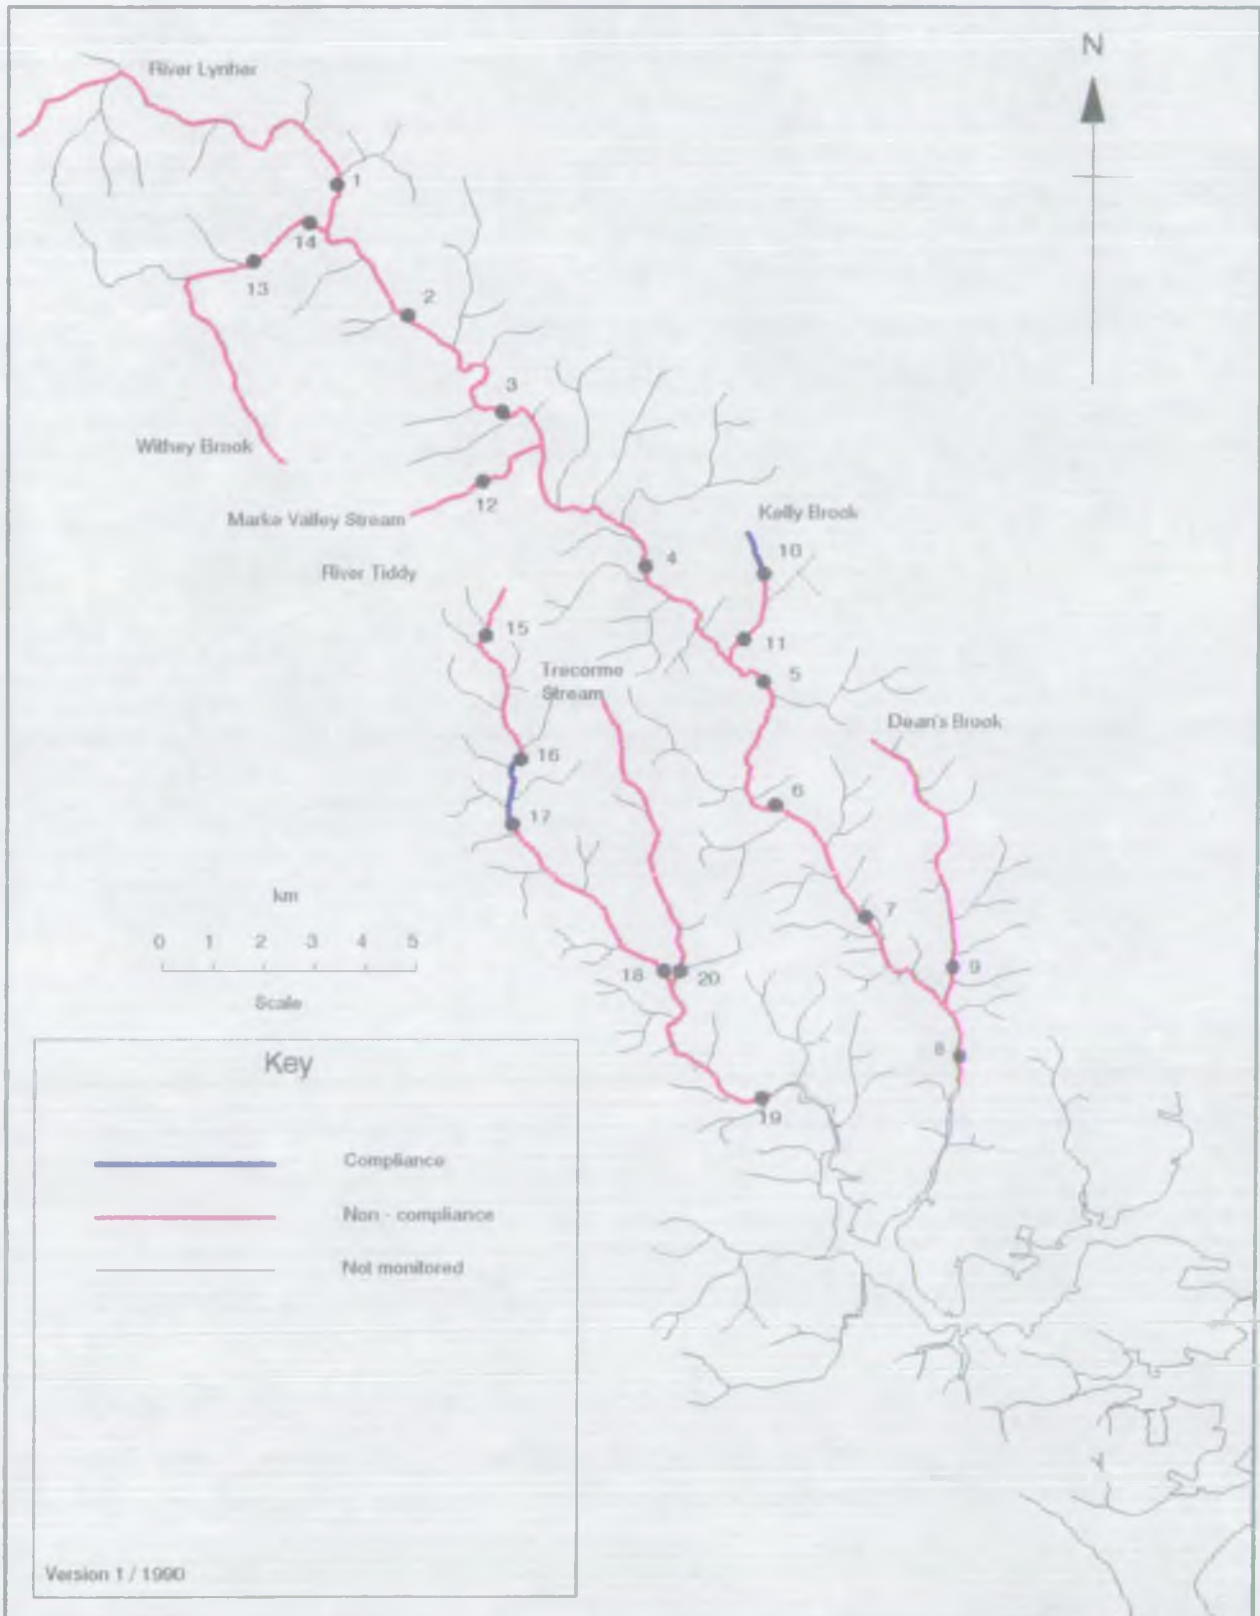 N
River Lynher
1
14
13
2
3
Withey Brook
12
Marke Valley Stream
Kelly Brook
10
4
River Tiddy
15
11
Trecorme
Stream
5
Dean's Brook
16
6
17
7
km
0 1 2 3 4 5
Scale
18
20
9
8
19
Key
Compliance
Non - compliance
Not monitored
Version 1 / 1990